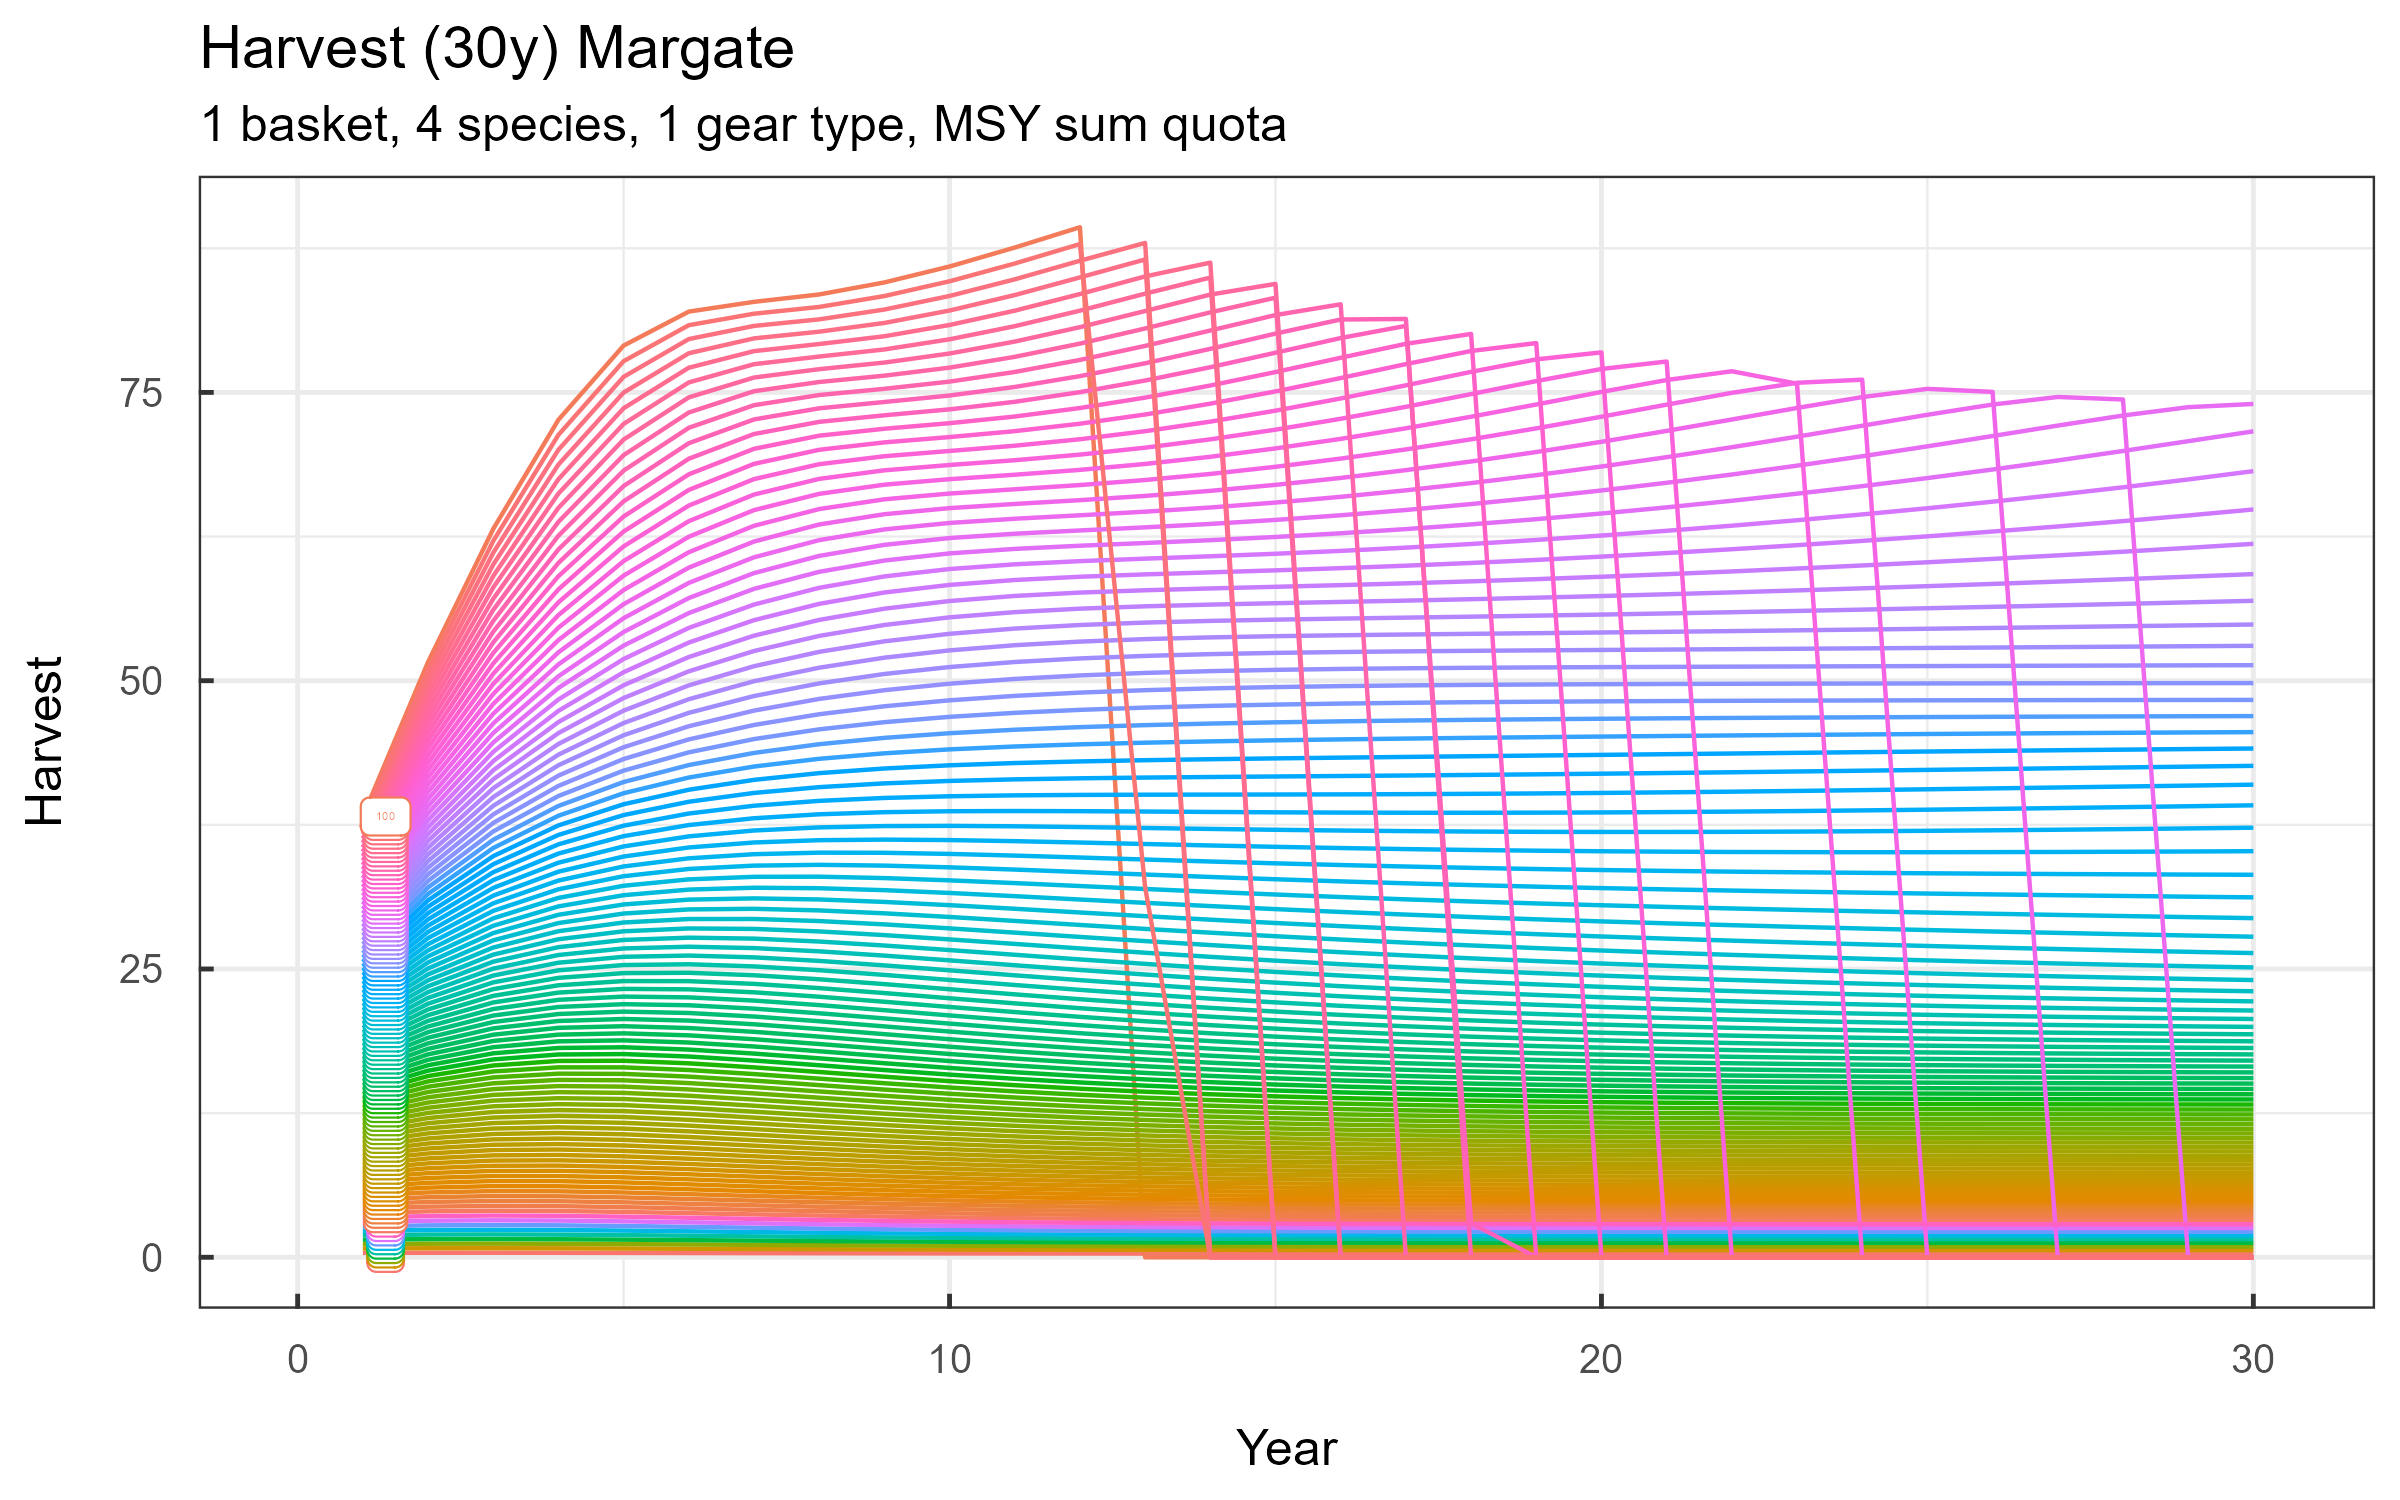 Harvest (30y) Margate
1 basket, 4 species, 1 gear type, MSY sum quota
75
50
25
0
Harvest
100
0
10
20
30
Year